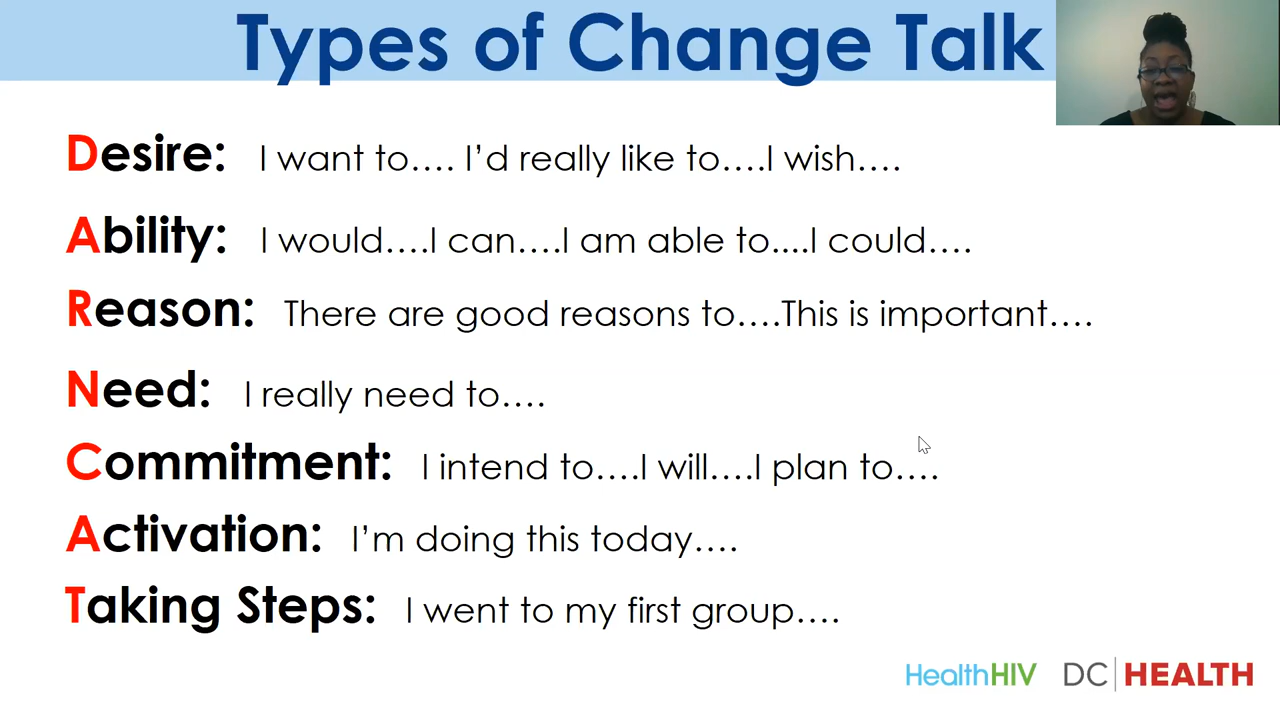 Types of Change Talk
Desire: I want to.... I'd really like to....I wish....
Ability: I would....I can....I am able to....I could....
Reason: There are good reasons to....This is important....
Need: I really need to....
Commitment: I intend to....I will....I plan to....
Activation: I'm doing this today....
Taking Steps: I went to my first group....
HealthHIV DC|HEALTH